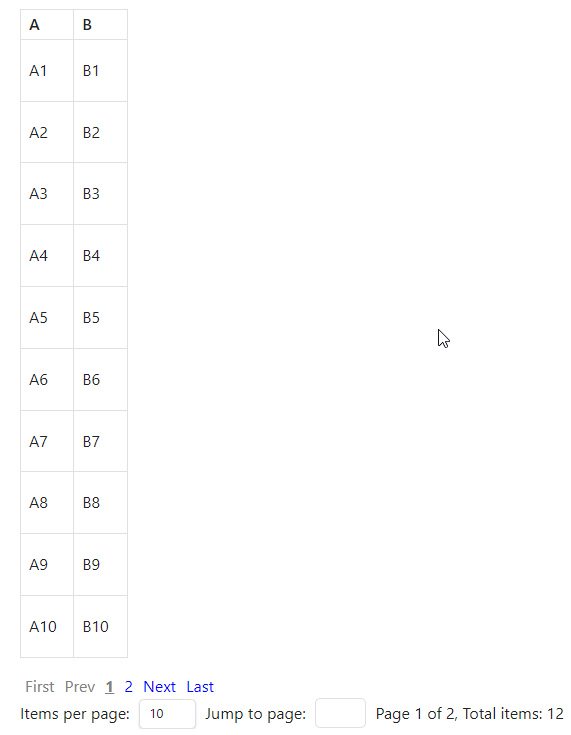 A B
A1 B1
A2 B2
A3 B3
A4 B4
A5 B5
A6 B6
A7 B7
A8 B8
A9 B9
A10 B10
First Prev 1 2 Next Last
Items per page: 10 Jump to page: Page 1 of 2, Total items: 12